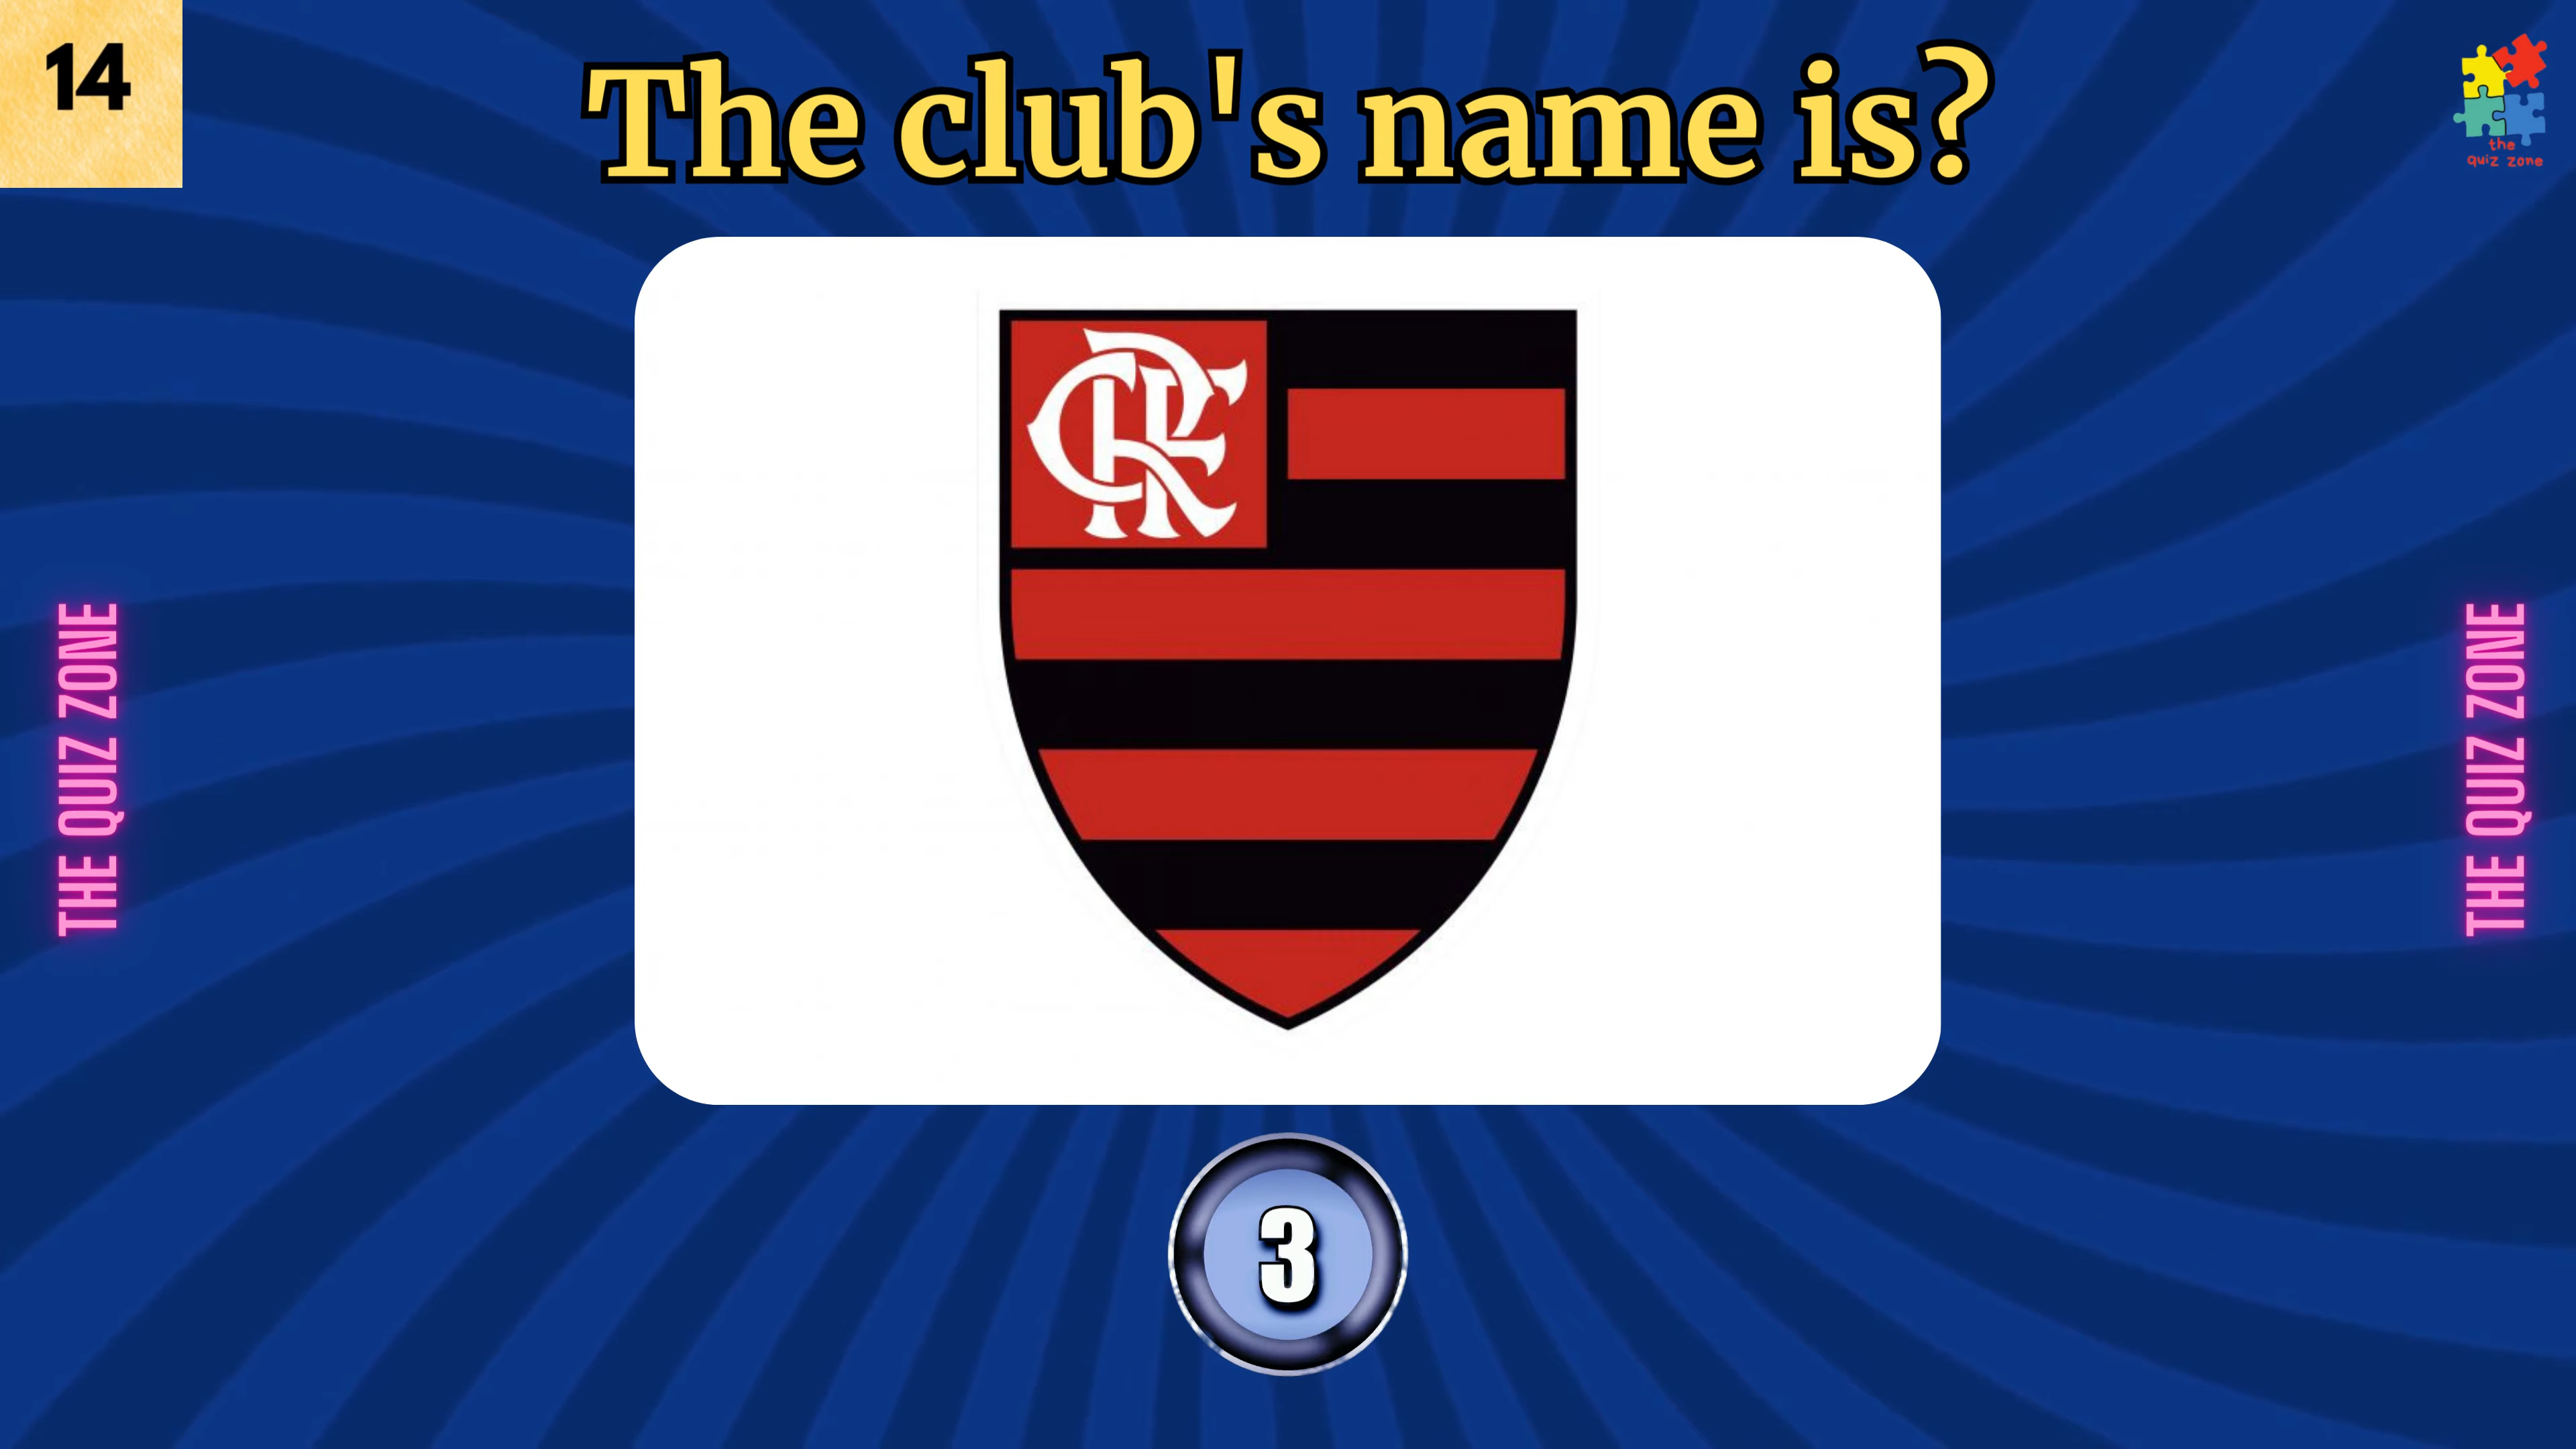 14
The club's name is?
the
quiz zone
CRF
THE QUIZ ZONE
THE QUIZ ZONE
3